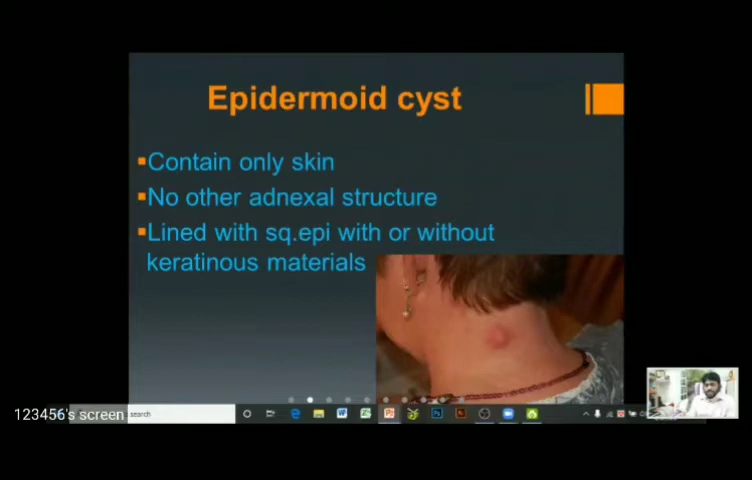 Epidermoid cyst
▪Contain only skin
▪No other adnexal structure
▪Lined with sq.epi with or without
keratinous materials
123456's screen
search